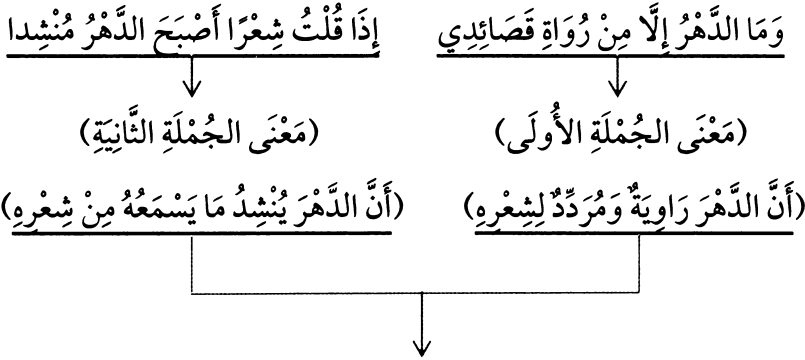 وَمَا الدَّهْرُ إِلَّا مِنْ رُوَاةِ قَصَائِدِي إِذَا قُلْتُ شِعْرًا أَصْبَحَ الدَّهْرُ مُنْشِدا
(مَعْنَى الجُمْلَةِ الأُولَى) (مَعْنَى الجُمْلَةِ الثَّانِيَةِ)
(أَنَّ الدَّهْرَ رَاوِيَةٌ وَمُرَدِّدٌ لِشِعْرِهِ) (أَنَّ الدَّهْرَ يُنْشِدُ مَا يَسْمَعُهُ مِنْ شِعْرِهِ)